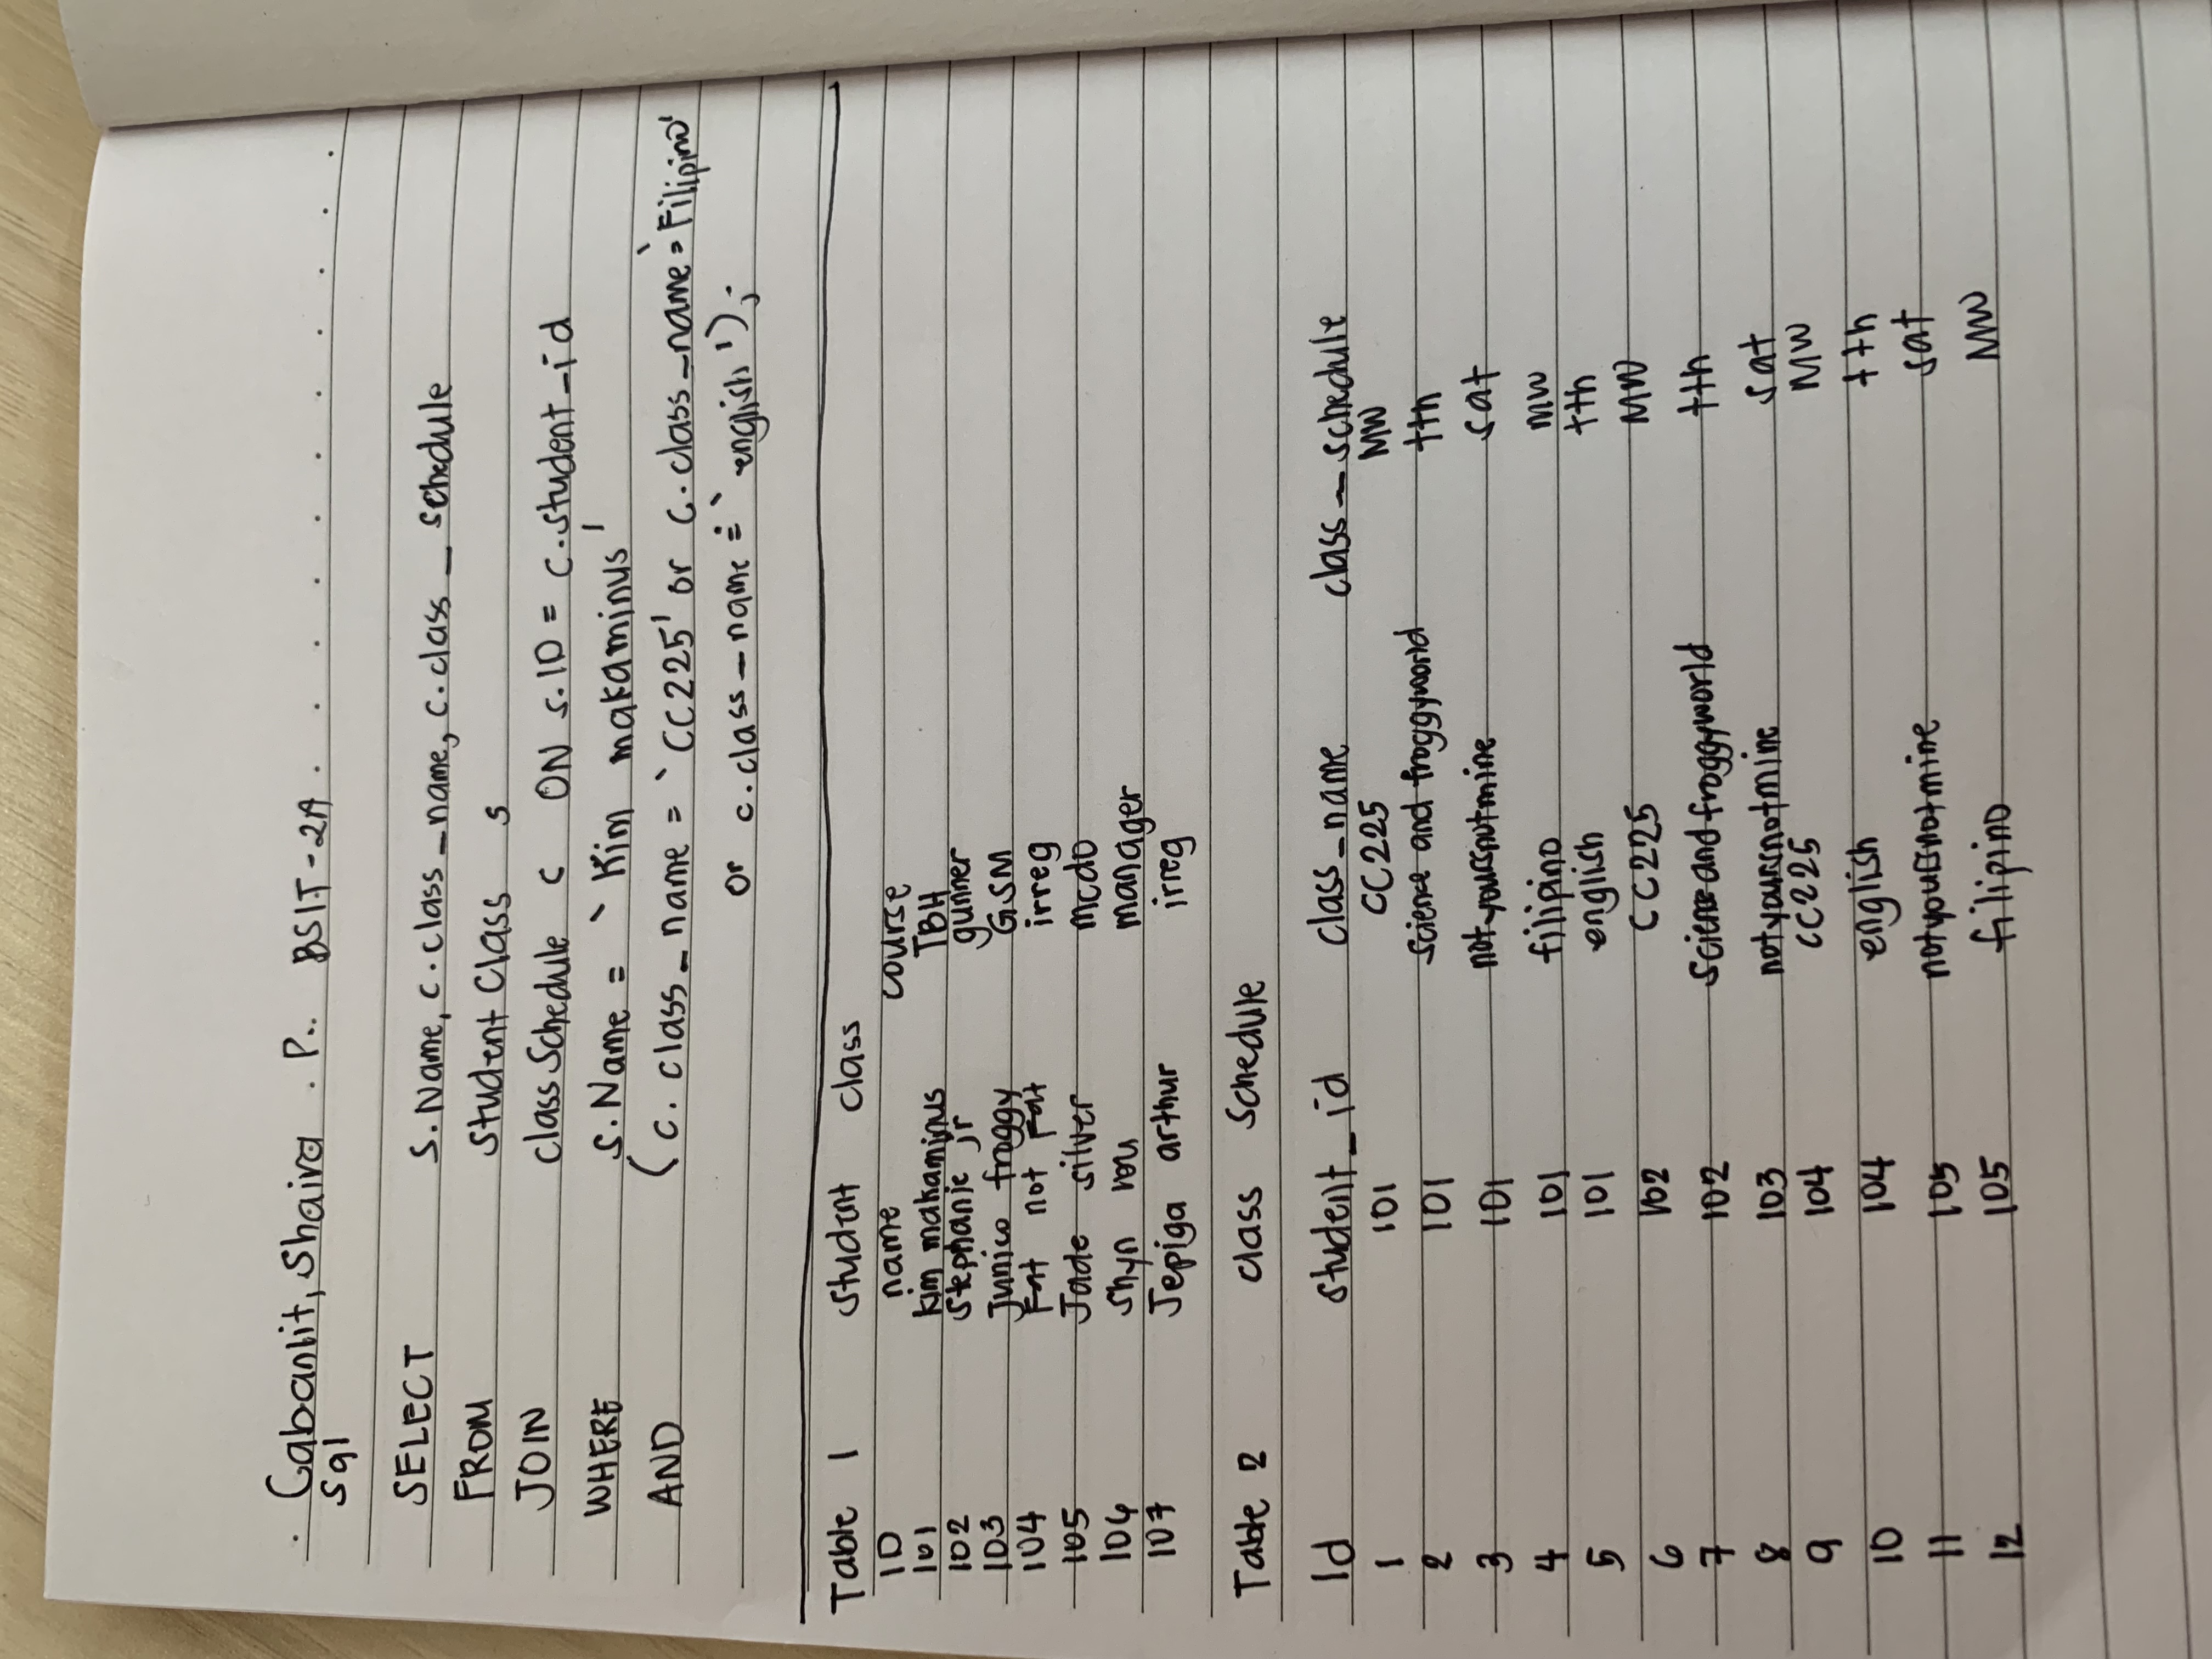 . Cabanlit, Shaira . P.. BSIT-2A . . . . . . . . . . .
Sql
SELECT s.Name, c.class_name, c.class_schedule
FROM Student Class s
JOIN class Schedule c ON s.ID = c.student_id
WHERE s.Name = `Kim makaminus'
AND (c.class_name = `CC225' or c.class_name=`Filipino'
or c.class_name = `english');
Table 1 student class
ID name course
101 kim makaminus TBH
102 Stephanie jr gunner
103 Junico froggy GSM
104 Fat not Fat irreg
105 Jade silver mcdo
106 Shyn manager
107 Jepiga arthur irreg
Table 2 class Schedule
Id student_id class_name class_schedule
1 101 CC225 MW
2 101 science and froggyworld tth
3 101 notyoursnotmine sat
4 101 filipino mw
5 101 english tth
6 102 CC225 MW
7 102 science and froggyworld tth
8 103 notyoursnotmine sat
9 104 CC225 MW
10 104 english tth
11 105 notyoursnotmine sat
12 105 filipino MW